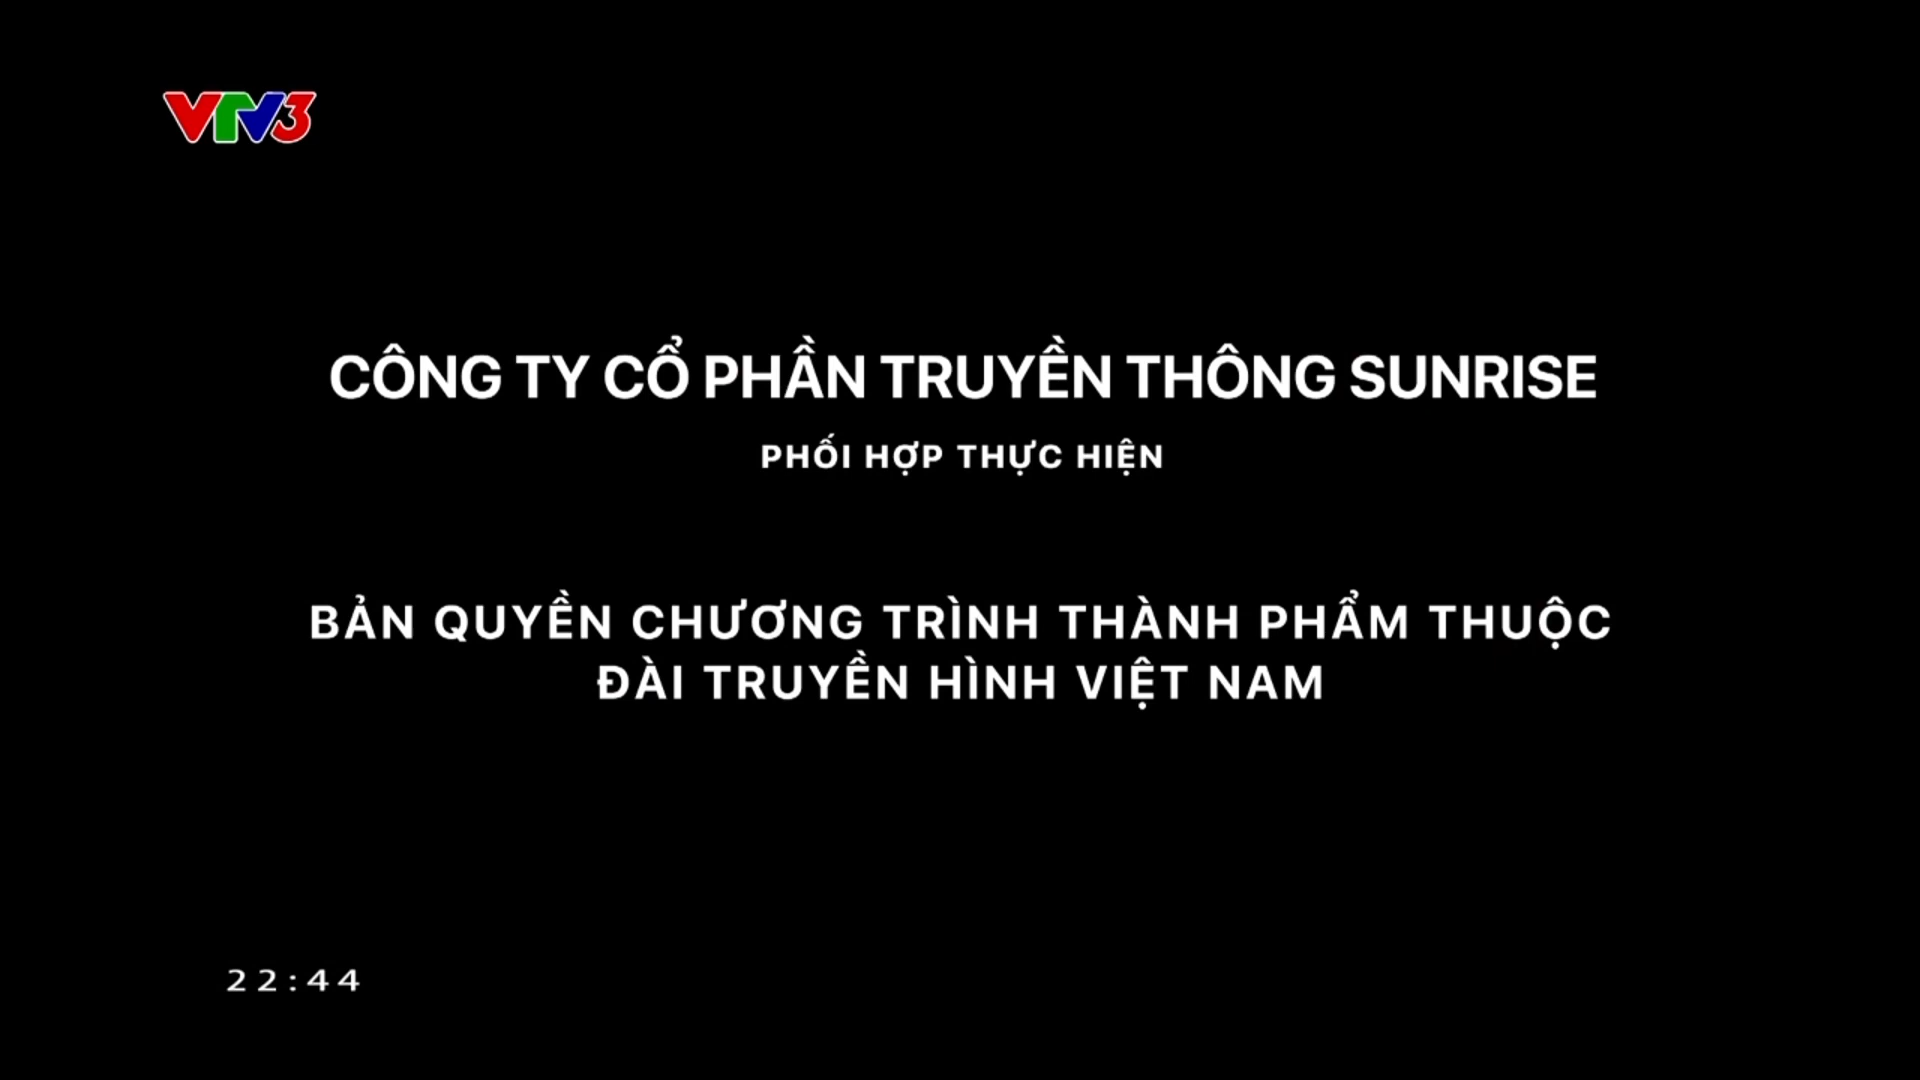 VTV3
CÔNG TY CỔ PHẦN TRUYỀN THÔNG SUNRISE
PHỐI HỢP THỰC HIỆN
BẢN QUYỀN CHƯƠNG TRÌNH THÀNH PHẨM THUỘC
ĐÀI TRUYỀN HÌNH VIỆT NAM
22:44